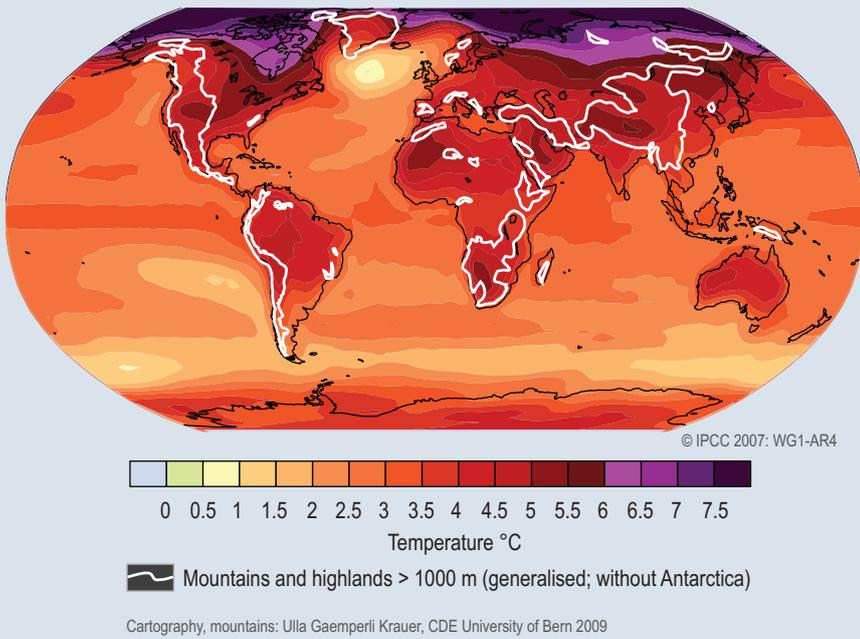 © IPCC 2007: WG1-AR4
0 0.5 1 1.5 2 2.5 3 3.5 4 4.5 5 5.5 6 6.5 7 7.5
Temperature °C
Mountains and highlands > 1000 m (generalised; without Antarctica)
Cartography, mountains: Ulla Gaemperli Krauer, CDE University of Bern 2009